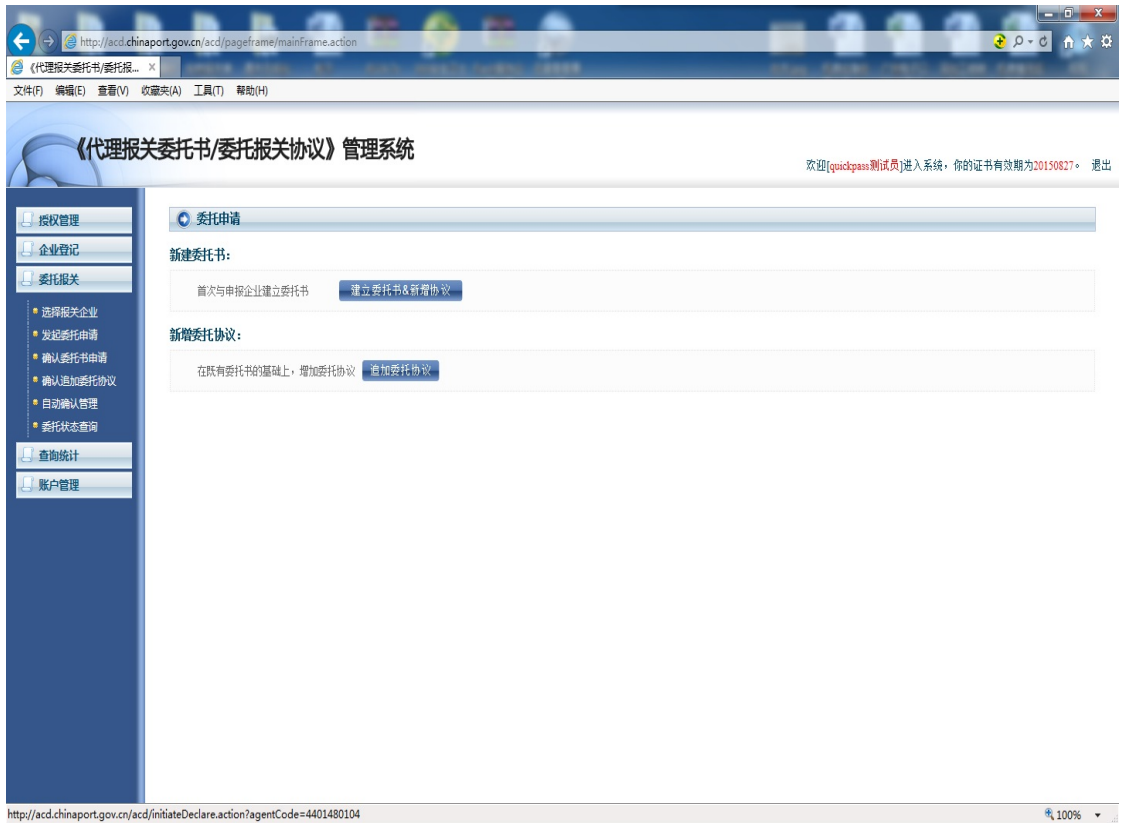 http://acd.chinaport.gov.cn/acd/pageframe/mainFrame.action
《代理报关委托书/委托报... ×
文件(F) 编辑(E) 查看(V) 收藏夹(A) 工具(T) 帮助(H)
《代理报关委托书/委托报关协议》管理系统
欢迎[quickpass测试员]进入系统，你的证书有效期为20150827。 退出
授权管理
企业登记
委托报关
选择报关企业
发起委托申请
确认委托书申请
确认追加委托协议
自动确认管理
委托状态查询
查询统计
账户管理
委托申请
新建委托书：
首次与申报企业建立委托书 建立委托书&新增协议
新增委托协议：
在既有委托书的基础上，增加委托协议 追加委托协议
http://acd.chinaport.gov.cn/acd/initiateDeclare.action?agentCode=4401480104
100%